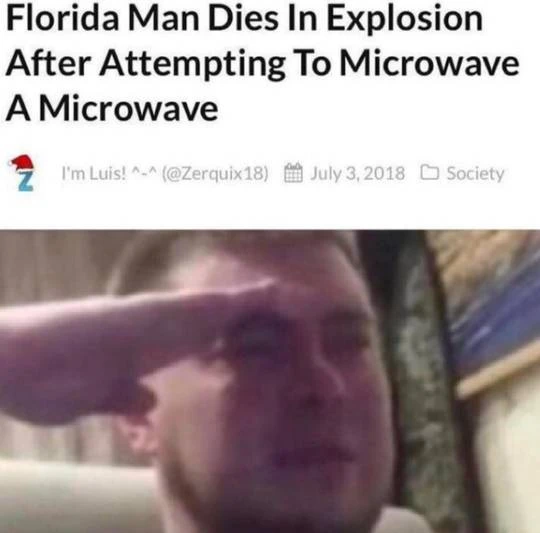 Florida Man Dies In Explosion
After Attempting To Microwave
A Microwave
Z I'm Luis! ^-^ (@Zerquix18) July 3, 2018 Society